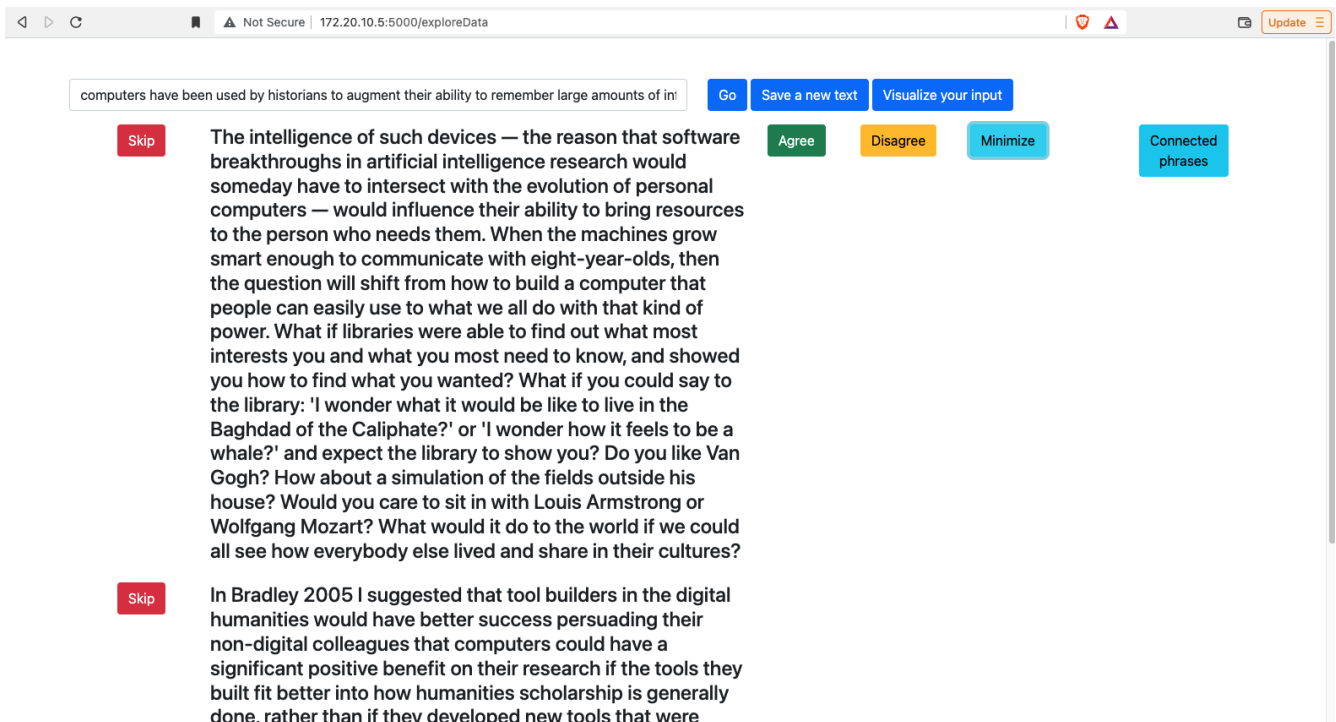 Not Secure 172.20.10.5:5000/exploreData Update
computers have been used by historians to augment their ability to remember large amounts of in Go Save a new text Visualize your input
Skip The intelligence of such devices — the reason that software Agree Disagree Minimize Connected phrases
breakthroughs in artificial intelligence research would
someday have to intersect with the evolution of personal
computers — would influence their ability to bring resources
to the person who needs them. When the machines grow
smart enough to communicate with eight-year-olds, then
the question will shift from how to build a computer that
people can easily use to what we all do with that kind of
power. What if libraries were able to find out what most
interests you and what you most need to know, and showed
you how to find what you wanted? What if you could say to
the library: 'I wonder what it would be like to live in the
Baghdad of the Caliphate?' or 'I wonder how it feels to be a
whale?' and expect the library to show you? Do you like Van
Gogh? How about a simulation of the fields outside his
house? Would you care to sit in with Louis Armstrong or
Wolfgang Mozart? What would it do to the world if we could
all see how everybody else lived and share in their cultures?
Skip In Bradley 2005 I suggested that tool builders in the digital
humanities would have better success persuading their
non-digital colleagues that computers could have a
significant positive benefit on their research if the tools they
built fit better into how humanities scholarship is generally
done, rather than if they developed new tools that were